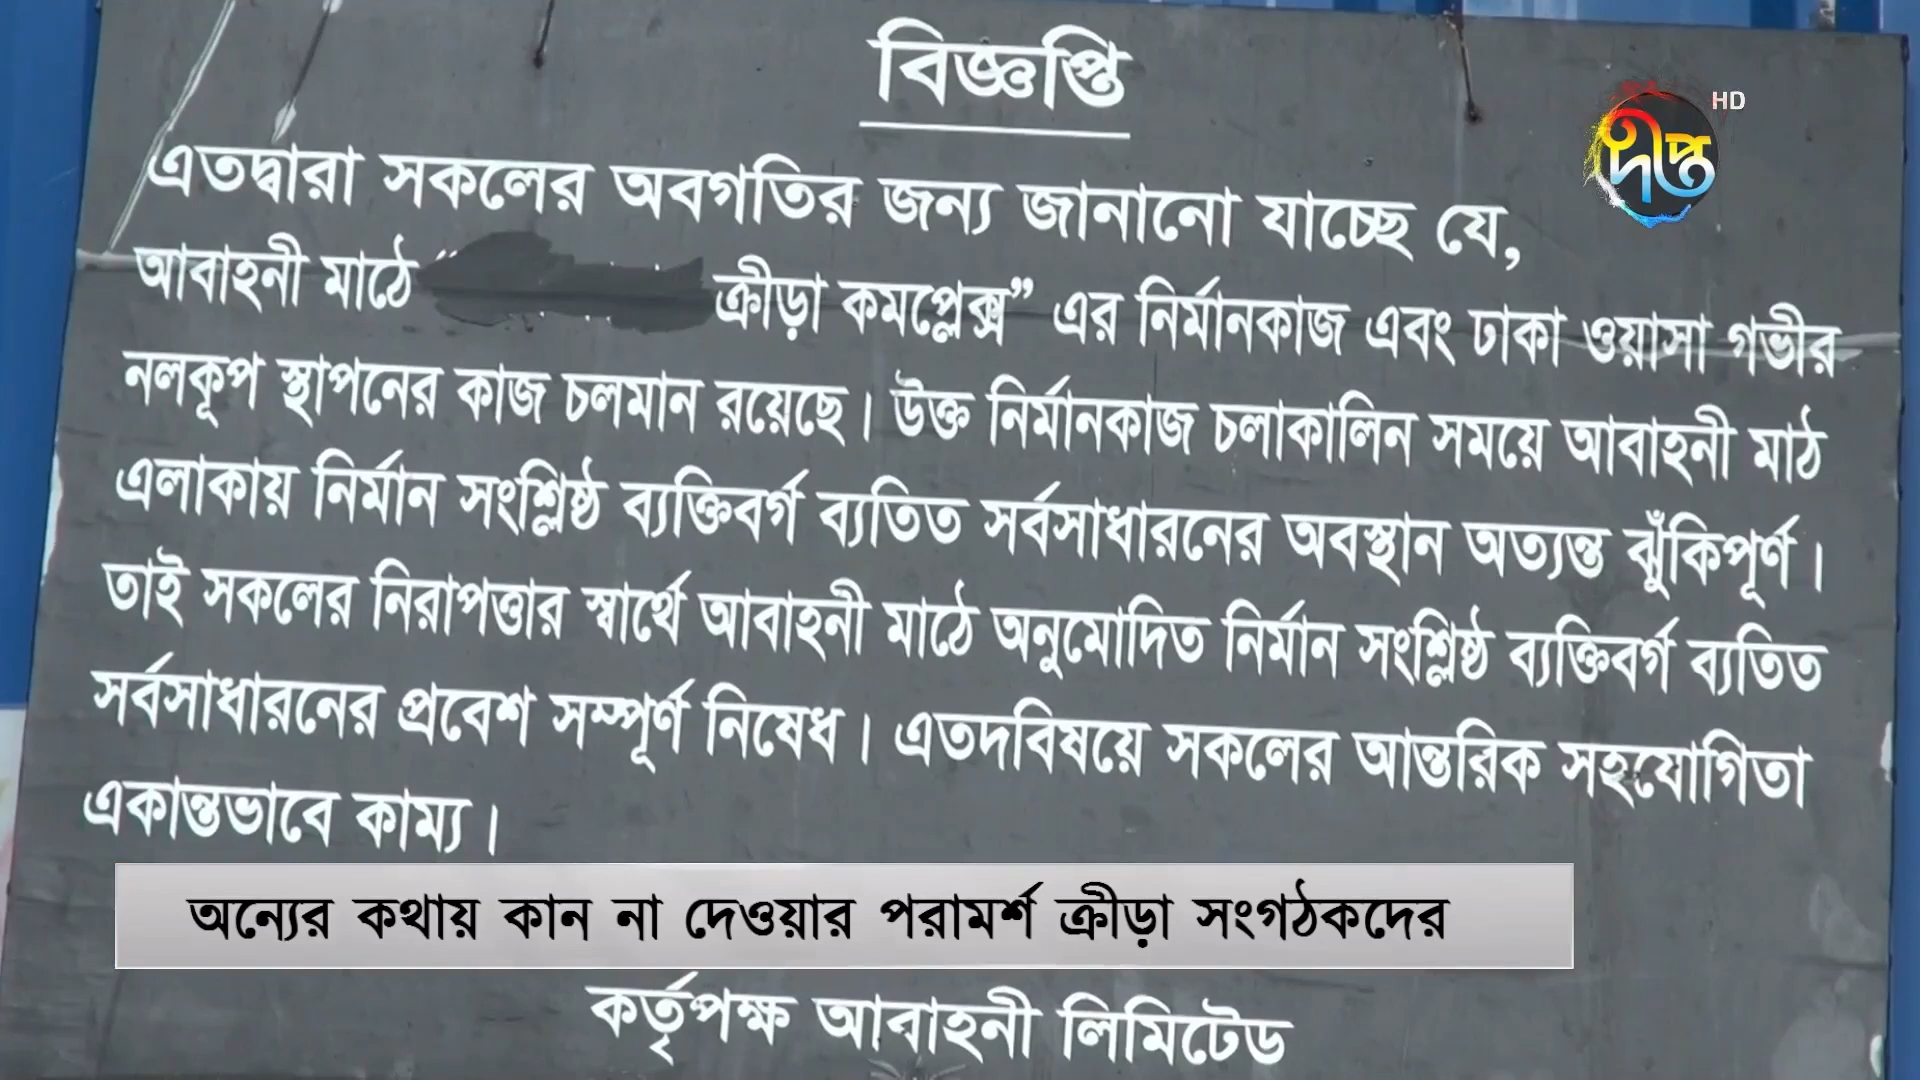 বিজ্ঞপ্তি
দীপ্ত HD
এতদ্বারা সকলের অবগতির জন্য জানানো যাচ্ছে যে,
আবাহনী মাঠে “ ক্রীড়া কমপ্লেক্স” এর নির্মানকাজ এবং ঢাকা ওয়াসা গভীর
নলকূপ স্থাপনের কাজ চলমান রয়েছে। উক্ত নির্মানকাজ চলাকালিন সময়ে আবাহনী মাঠ
এলাকায় নির্মান সংশ্লিষ্ঠ ব্যক্তিবর্গ ব্যতিত সর্বসাধারনের অবস্থান অত্যন্ত ঝুঁকিপূর্ণ।
তাই সকলের নিরাপত্তার স্বার্থে আবাহনী মাঠে অনুমোদিত নির্মান সংশ্লিষ্ঠ ব্যক্তিবর্গ ব্যতিত
সর্বসাধারনের প্রবেশ সম্পূর্ণ নিষেধ। এতদবিষয়ে সকলের আন্তরিক সহযোগিতা
একান্তভাবে কাম্য।
অন্যের কথায় কান না দেওয়ার পরামর্শ ক্রীড়া সংগঠকদের
কর্তৃপক্ষ আবাহনী লিমিটেড